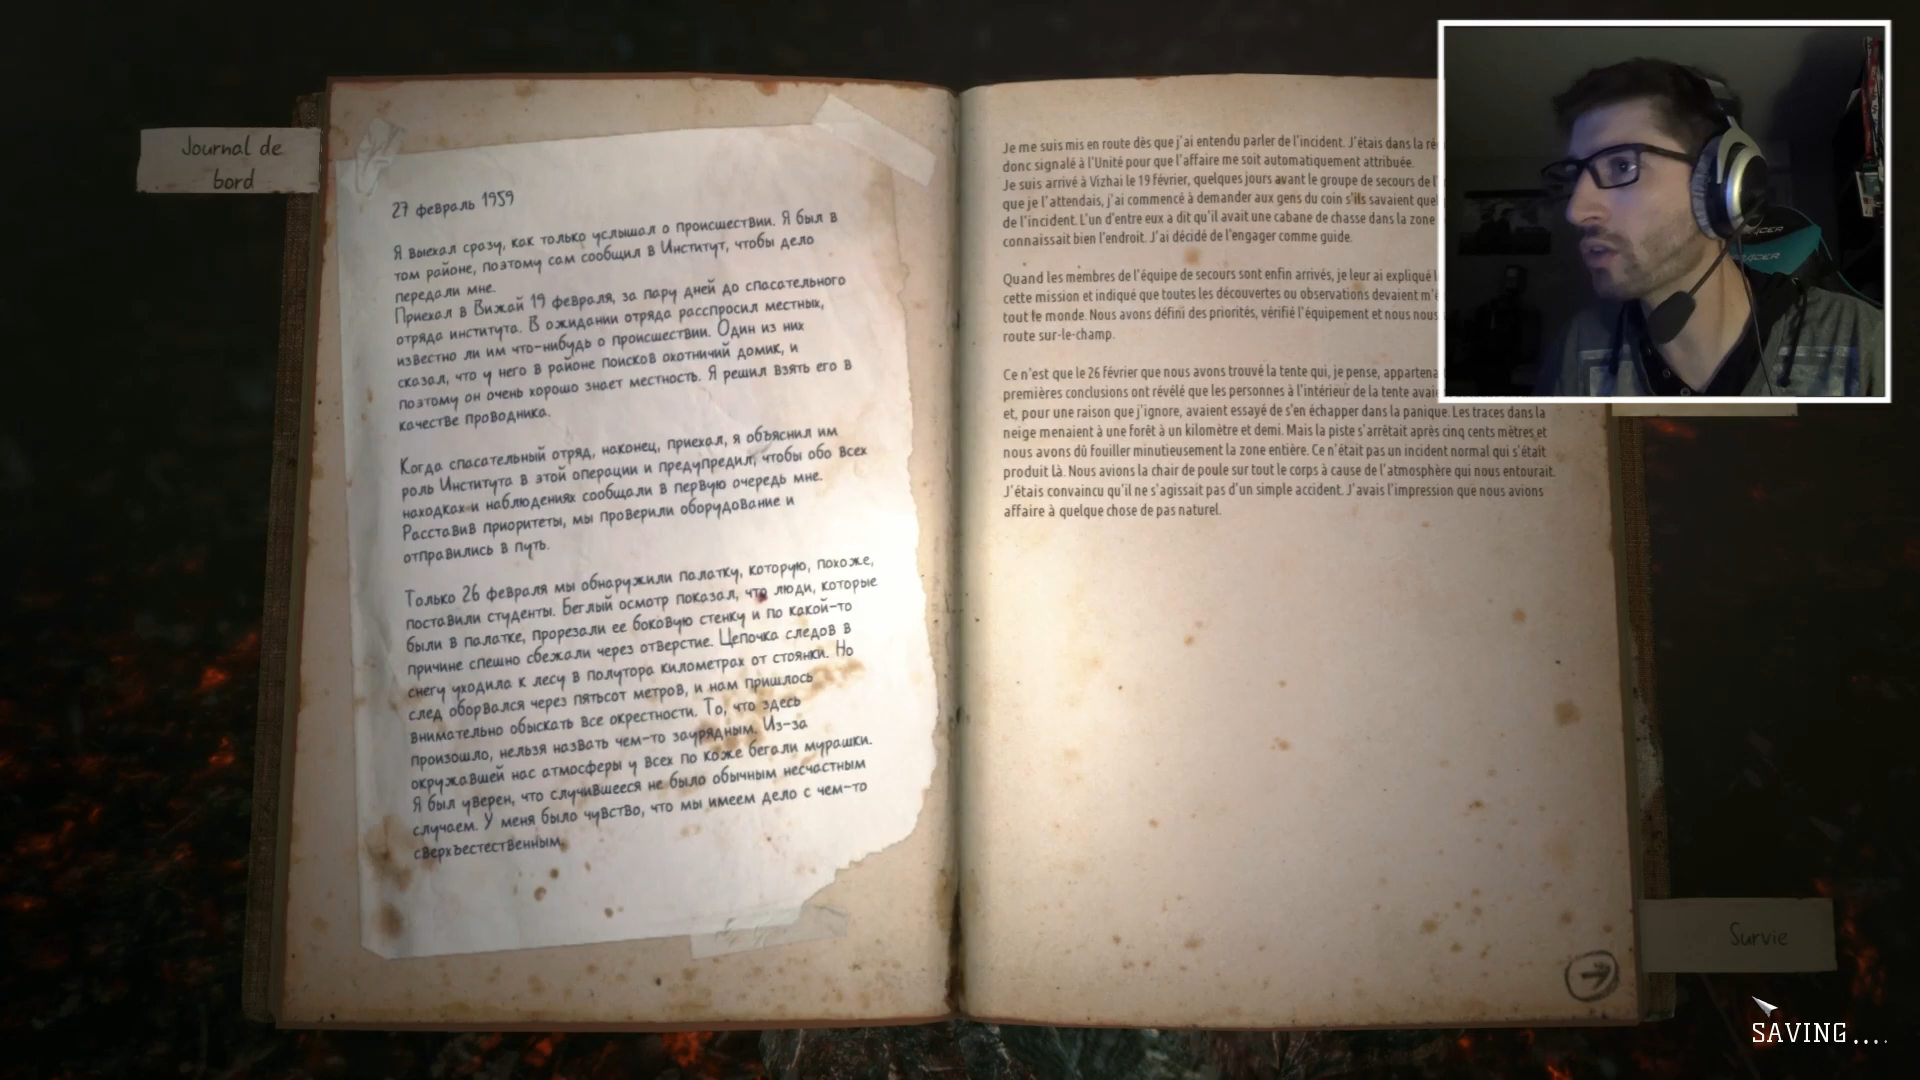 Journal de
bord
27 февраль 1959
Я выехал сразу, как только услышал о происшествии. Я был в
том районе, поэтому сам сообщил в Институт, чтобы дело
передали мне.
Приехал в Вижай 19 февраля, за пару дней до спасательного
отряда института. В ожидании отряда расспросил местных,
известно ли им что-нибудь о происшествии. Один из них
сказал, что у него в районе поисков охотничий домик, и
поэтому он очень хорошо знает местность. Я решил взять его в
качестве проводника.
Когда спасательный отряд, наконец, приехал, я объяснил им
роль Института в этой операции и предупредил, чтобы обо всех
находках и наблюдениях сообщали в первую очередь мне.
Расставив приоритеты, мы проверили оборудование и
отправились в путь.
Только 26 февраля мы обнаружили палатку, которую, похоже,
поставили студенты. Беглый осмотр показал, что люди, которые
были в палатке, прорезали ее боковую стенку и по какой-то
причине спешно сбежали через отверстие. Цепочка следов в
снегу уходила к лесу в полутора километрах от стоянки. Но
след оборвался через пятьсот метров, и нам пришлось
внимательно обыскать все окрестности. То, что здесь
произошло, нельзя назвать чем-то заурядным. Из-за
окружавшей нас атмосферы у всех по коже бегали мурашки.
Я был уверен, что случившееся не было обычным несчастным
случаем. У меня было чувство, что мы имеем дело с чем-то
сверхъестественным.
Je me suis mis en route dès que j'ai entendu parler de l'incident. J'étais dans la
donc signalé à l'Unité pour que l'affaire me soit automatiquement attribuée.
Je suis arrivé à Vizhai le 19 février, quelques jours avant le groupe de secours de
que je l'attendais, j'ai commencé à demander aux gens du coin s'ils savaient
de l'incident. L'un d'entre eux a dit qu'il avait une cabane de chasse dans la zone
connaissait bien l'endroit. J'ai décidé de l'engager comme guide.
Quand les membres de l'équipe de secours sont enfin arrivés, je leur ai expliqué
cette mission et indiqué que toutes les découvertes ou observations devaient
tout le monde. Nous avons défini des priorités, vérifié l'équipement et nous nous
route sur-le-champ.
Ce n'est que le 26 février que nous avons trouvé la tente qui, je pense,
premières conclusions ont révélé que les personnes à l'intérieur de la tente
et, pour une raison que j'ignore, avaient essayé de s'en échapper dans la panique. Les traces dans la
neige menaient à une forêt à un kilomètre et demi. Mais la piste s'arrêtait après cinq cents mètres et
nous avons dû fouiller minutieusement la zone entière. Ce n'était pas un incident normal qui s'était
produit là. Nous avions la chair de poule sur tout le corps à cause de l'atmosphère qui nous entourait.
J'étais convaincu qu'il ne s'agissait pas d'un simple accident. J'avais l'impression que nous avions
affaire à quelque chose de pas naturel.
Survie
SAVING....